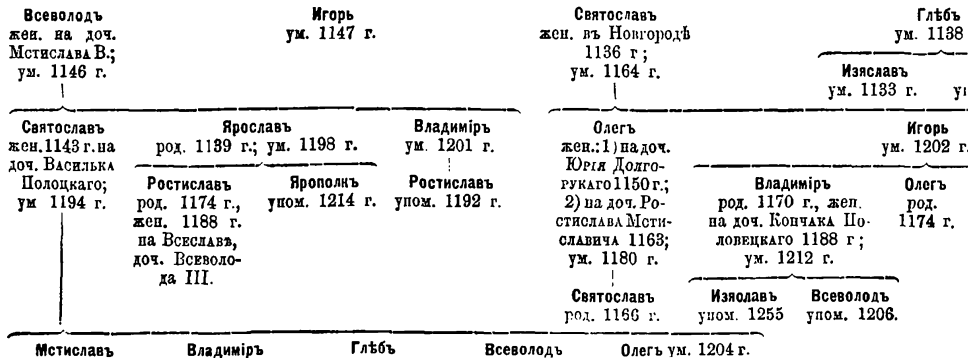 Всеволодъ
жен. на доч.
Мстислава В.;
ум. 1146 г.
Игорь
ум. 1147 г.
Святославъ
жен. въ Новгородѣ
1136 г ;
ум. 1164 г.
Глѣбъ
ум. 1138
Изяславъ
ум. 1133 г.
Святославъ
жен. 1143 г. на
доч. Василька
Полоцкаго;
ум 1194 г.
Ярославъ
род. 1139 г.; ум. 1198 г.
Ростиславъ
род. 1174 г.,
жен. 1188 г.
на Всеславѣ,
доч. Всеволо-
да III.
Ярополкъ
упом. 1214 г.
Владиміръ
ум. 1201 г.
Ростиславъ
упом. 1192 г.
Олегъ
жен.: 1) на доч.
Юрія Долго-
рукаго 1150 г.;
2) на доч. Ро-
стислава Мсти-
славича 1163;
ум. 1180 г.
Святославъ
род. 1166 г.
Игорь
ум. 1202 г.
Владиміръ
род. 1170 г., жен.
на доч. Кончака По-
ловецкаго 1188 г ;
ум. 1212 г.
Олегъ
род.
1174 г.
Изяславъ
упом. 1255
Всеволодъ
упом. 1206.
Мстиславъ
Владиміръ
Глѣбъ
Всеволодъ
Олегъ ум. 1204 г.